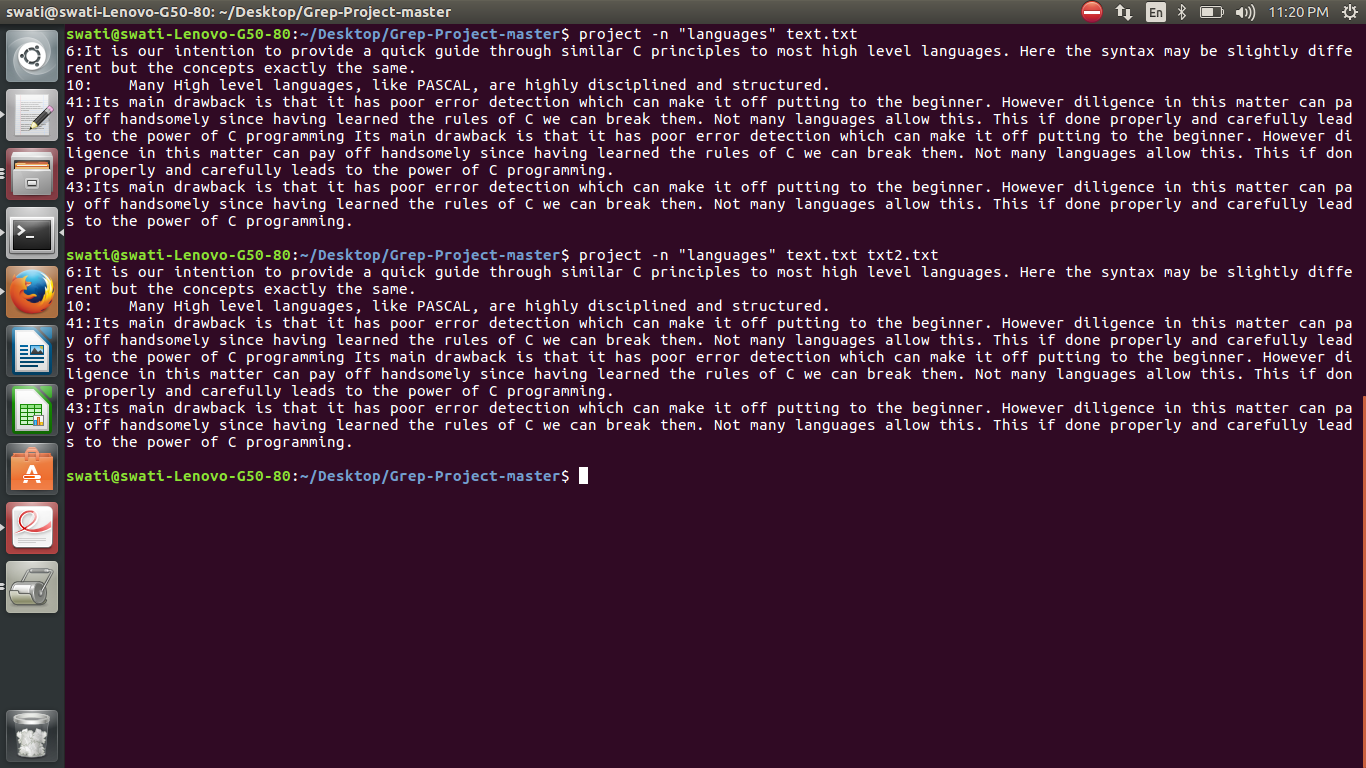 swati@swati-Lenovo-G50-80: ~/Desktop/Grep-Project-master
En
11:20 PM
swati@swati-Lenovo-G50-80:~/Desktop/Grep-Project-master$ project -n "languages" text.txt
6:It is our intention to provide a quick guide through similar C principles to most high level languages. Here the syntax may be slightly diffe
rent but the concepts exactly the same.
10:    Many High level languages, like PASCAL, are highly disciplined and structured.
41:Its main drawback is that it has poor error detection which can make it off putting to the beginner. However diligence in this matter can pa
y off handsomely since having learned the rules of C we can break them. Not many languages allow this. This if done properly and carefully lead
s to the power of C programming Its main drawback is that it has poor error detection which can make it off putting to the beginner. However di
ligence in this matter can pay off handsomely since having learned the rules of C we can break them. Not many languages allow this. This if don
e properly and carefully leads to the power of C programming.
43:Its main drawback is that it has poor error detection which can make it off putting to the beginner. However diligence in this matter can pa
y off handsomely since having learned the rules of C we can break them. Not many languages allow this. This if done properly and carefully lead
s to the power of C programming.
swati@swati-Lenovo-G50-80:~/Desktop/Grep-Project-master$ project -n "languages" text.txt txt2.txt
6:It is our intention to provide a quick guide through similar C principles to most high level languages. Here the syntax may be slightly diffe
rent but the concepts exactly the same.
10:    Many High level languages, like PASCAL, are highly disciplined and structured.
41:Its main drawback is that it has poor error detection which can make it off putting to the beginner. However diligence in this matter can pa
y off handsomely since having learned the rules of C we can break them. Not many languages allow this. This if done properly and carefully lead
s to the power of C programming Its main drawback is that it has poor error detection which can make it off putting to the beginner. However di
ligence in this matter can pay off handsomely since having learned the rules of C we can break them. Not many languages allow this. This if don
e properly and carefully leads to the power of C programming.
43:Its main drawback is that it has poor error detection which can make it off putting to the beginner. However diligence in this matter can pa
y off handsomely since having learned the rules of C we can break them. Not many languages allow this. This if done properly and carefully lead
s to the power of C programming.
swati@swati-Lenovo-G50-80:~/Desktop/Grep-Project-master$